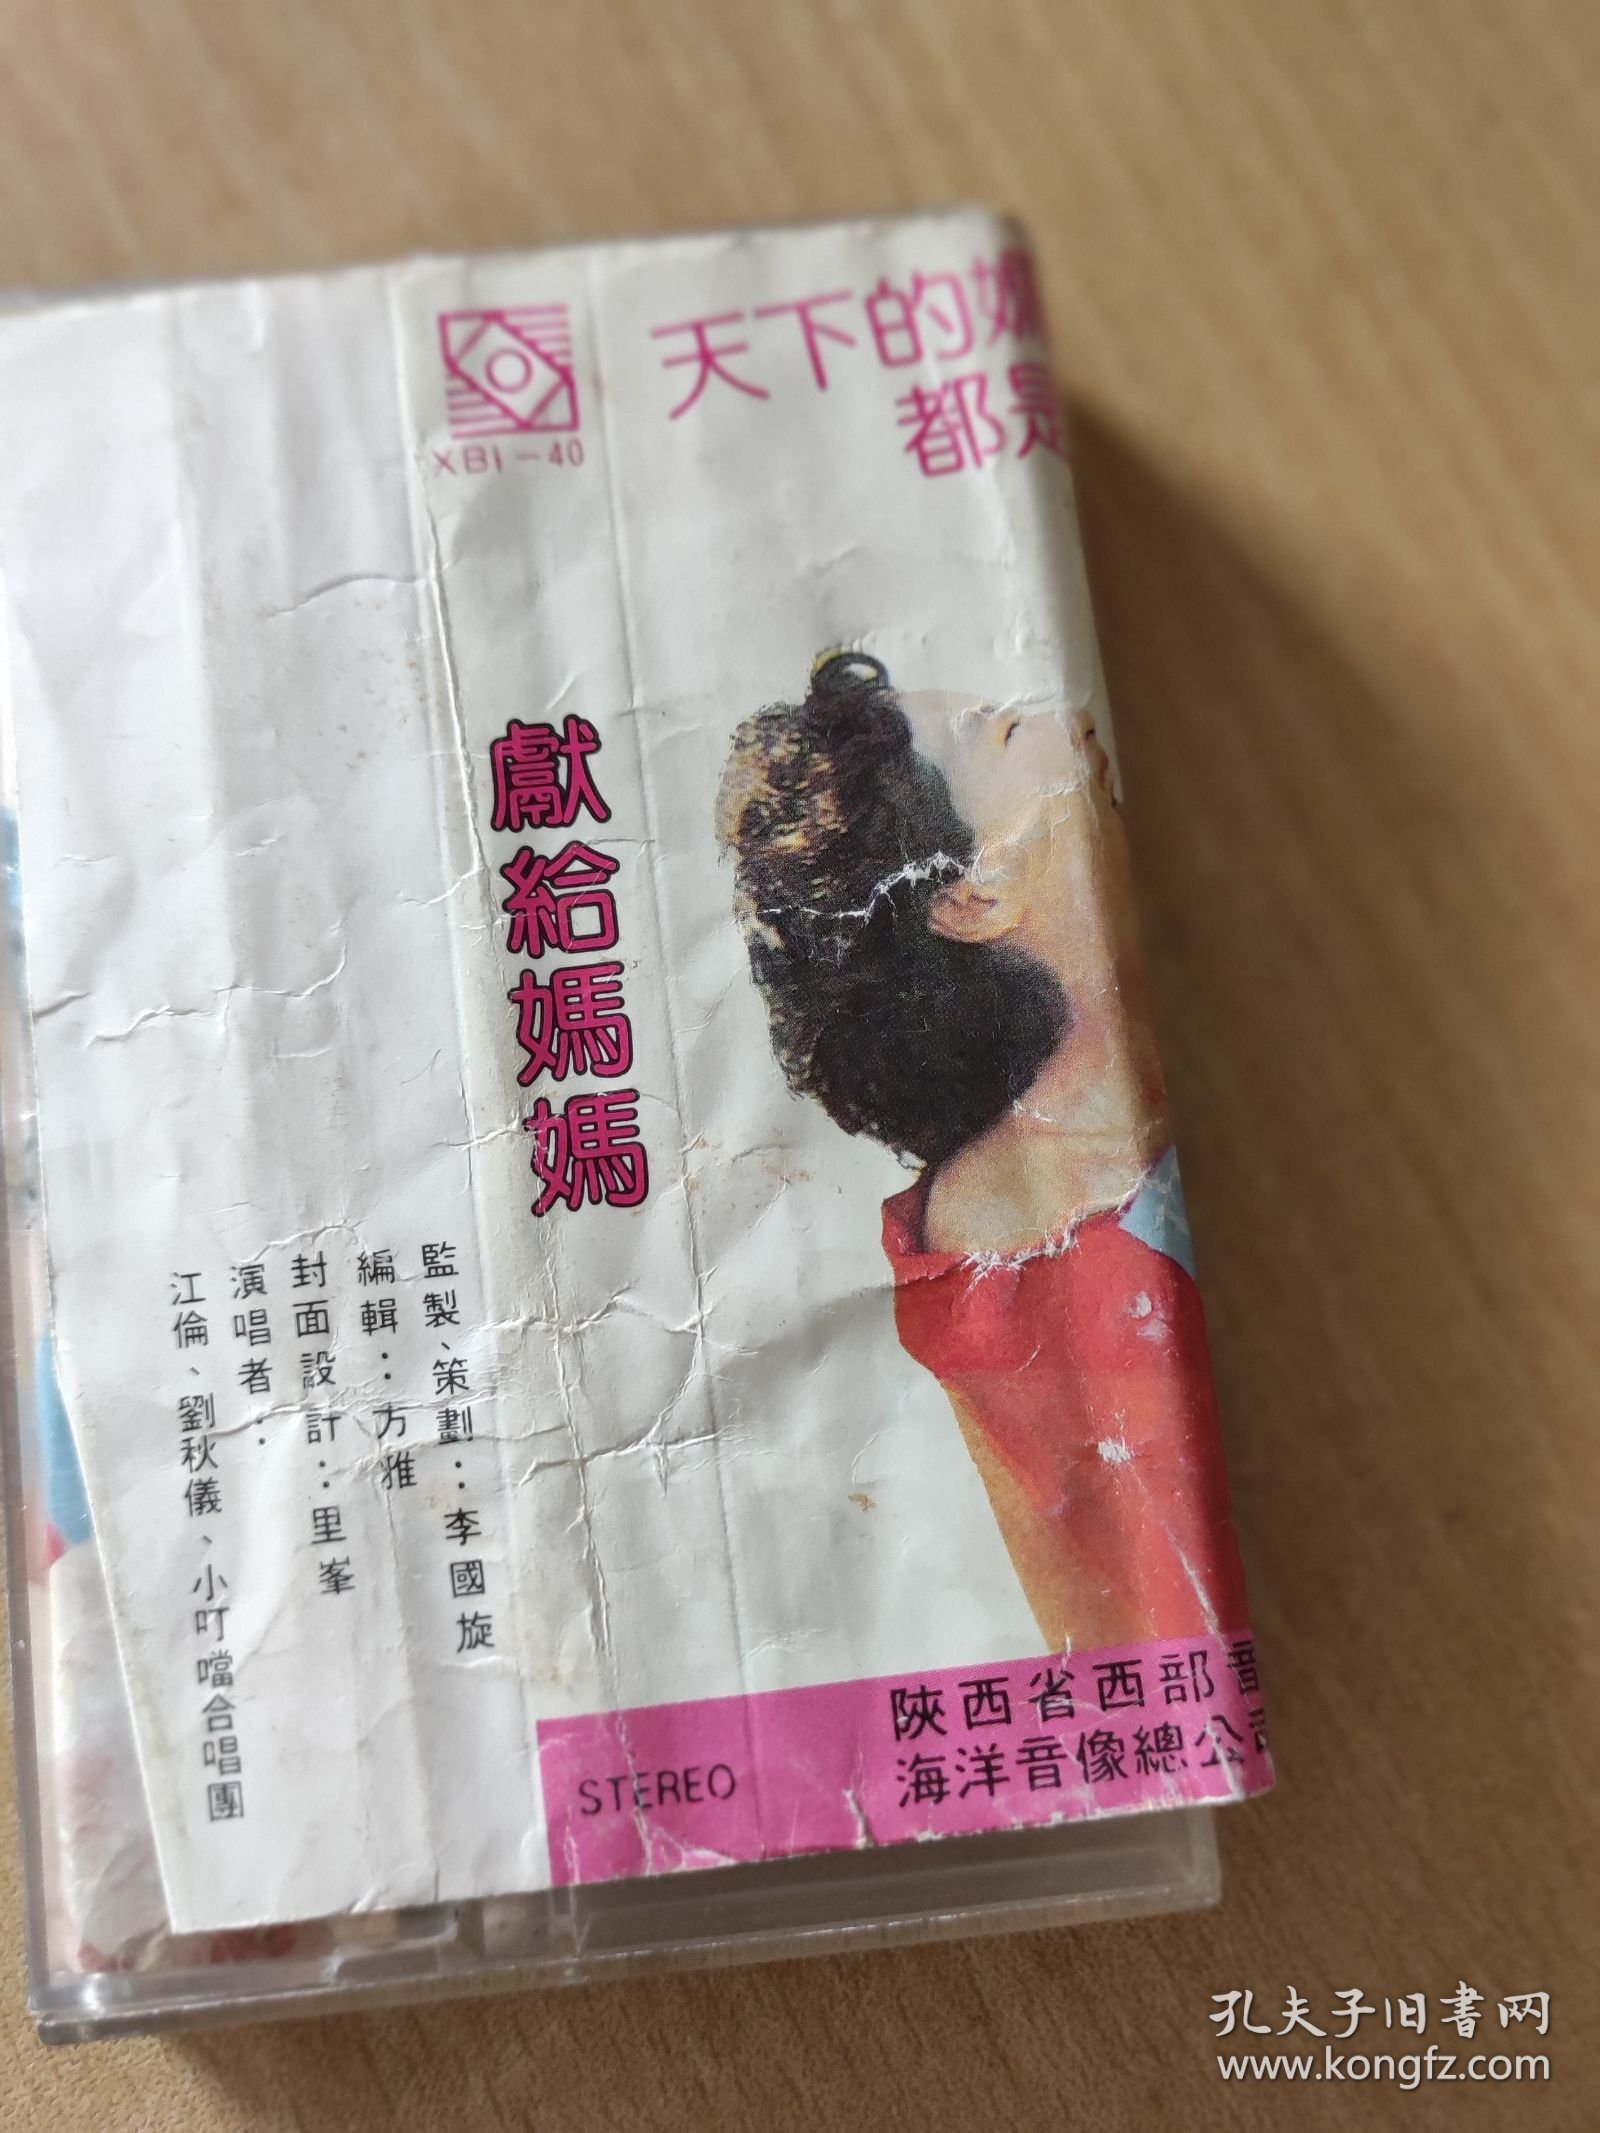 天下的媽
都是
XBI-40
獻給媽媽
監製、策劃：李國旋
編輯：方雅
封面設計：里峯
演唱者：
江倫、劉秋儀、小叮噹合唱團
STEREO
陝西省西部音
海洋音像總公司
孔夫子旧书网
www.kongfz.com